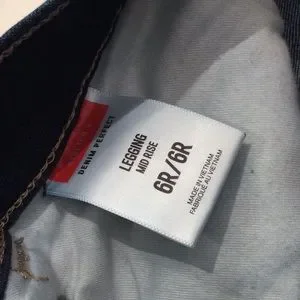 DENIM PERFECT
LEGGING
MID RISE
6R/6R
MADE IN VIETNAM
FABRIQUÉ AU VIETNAM